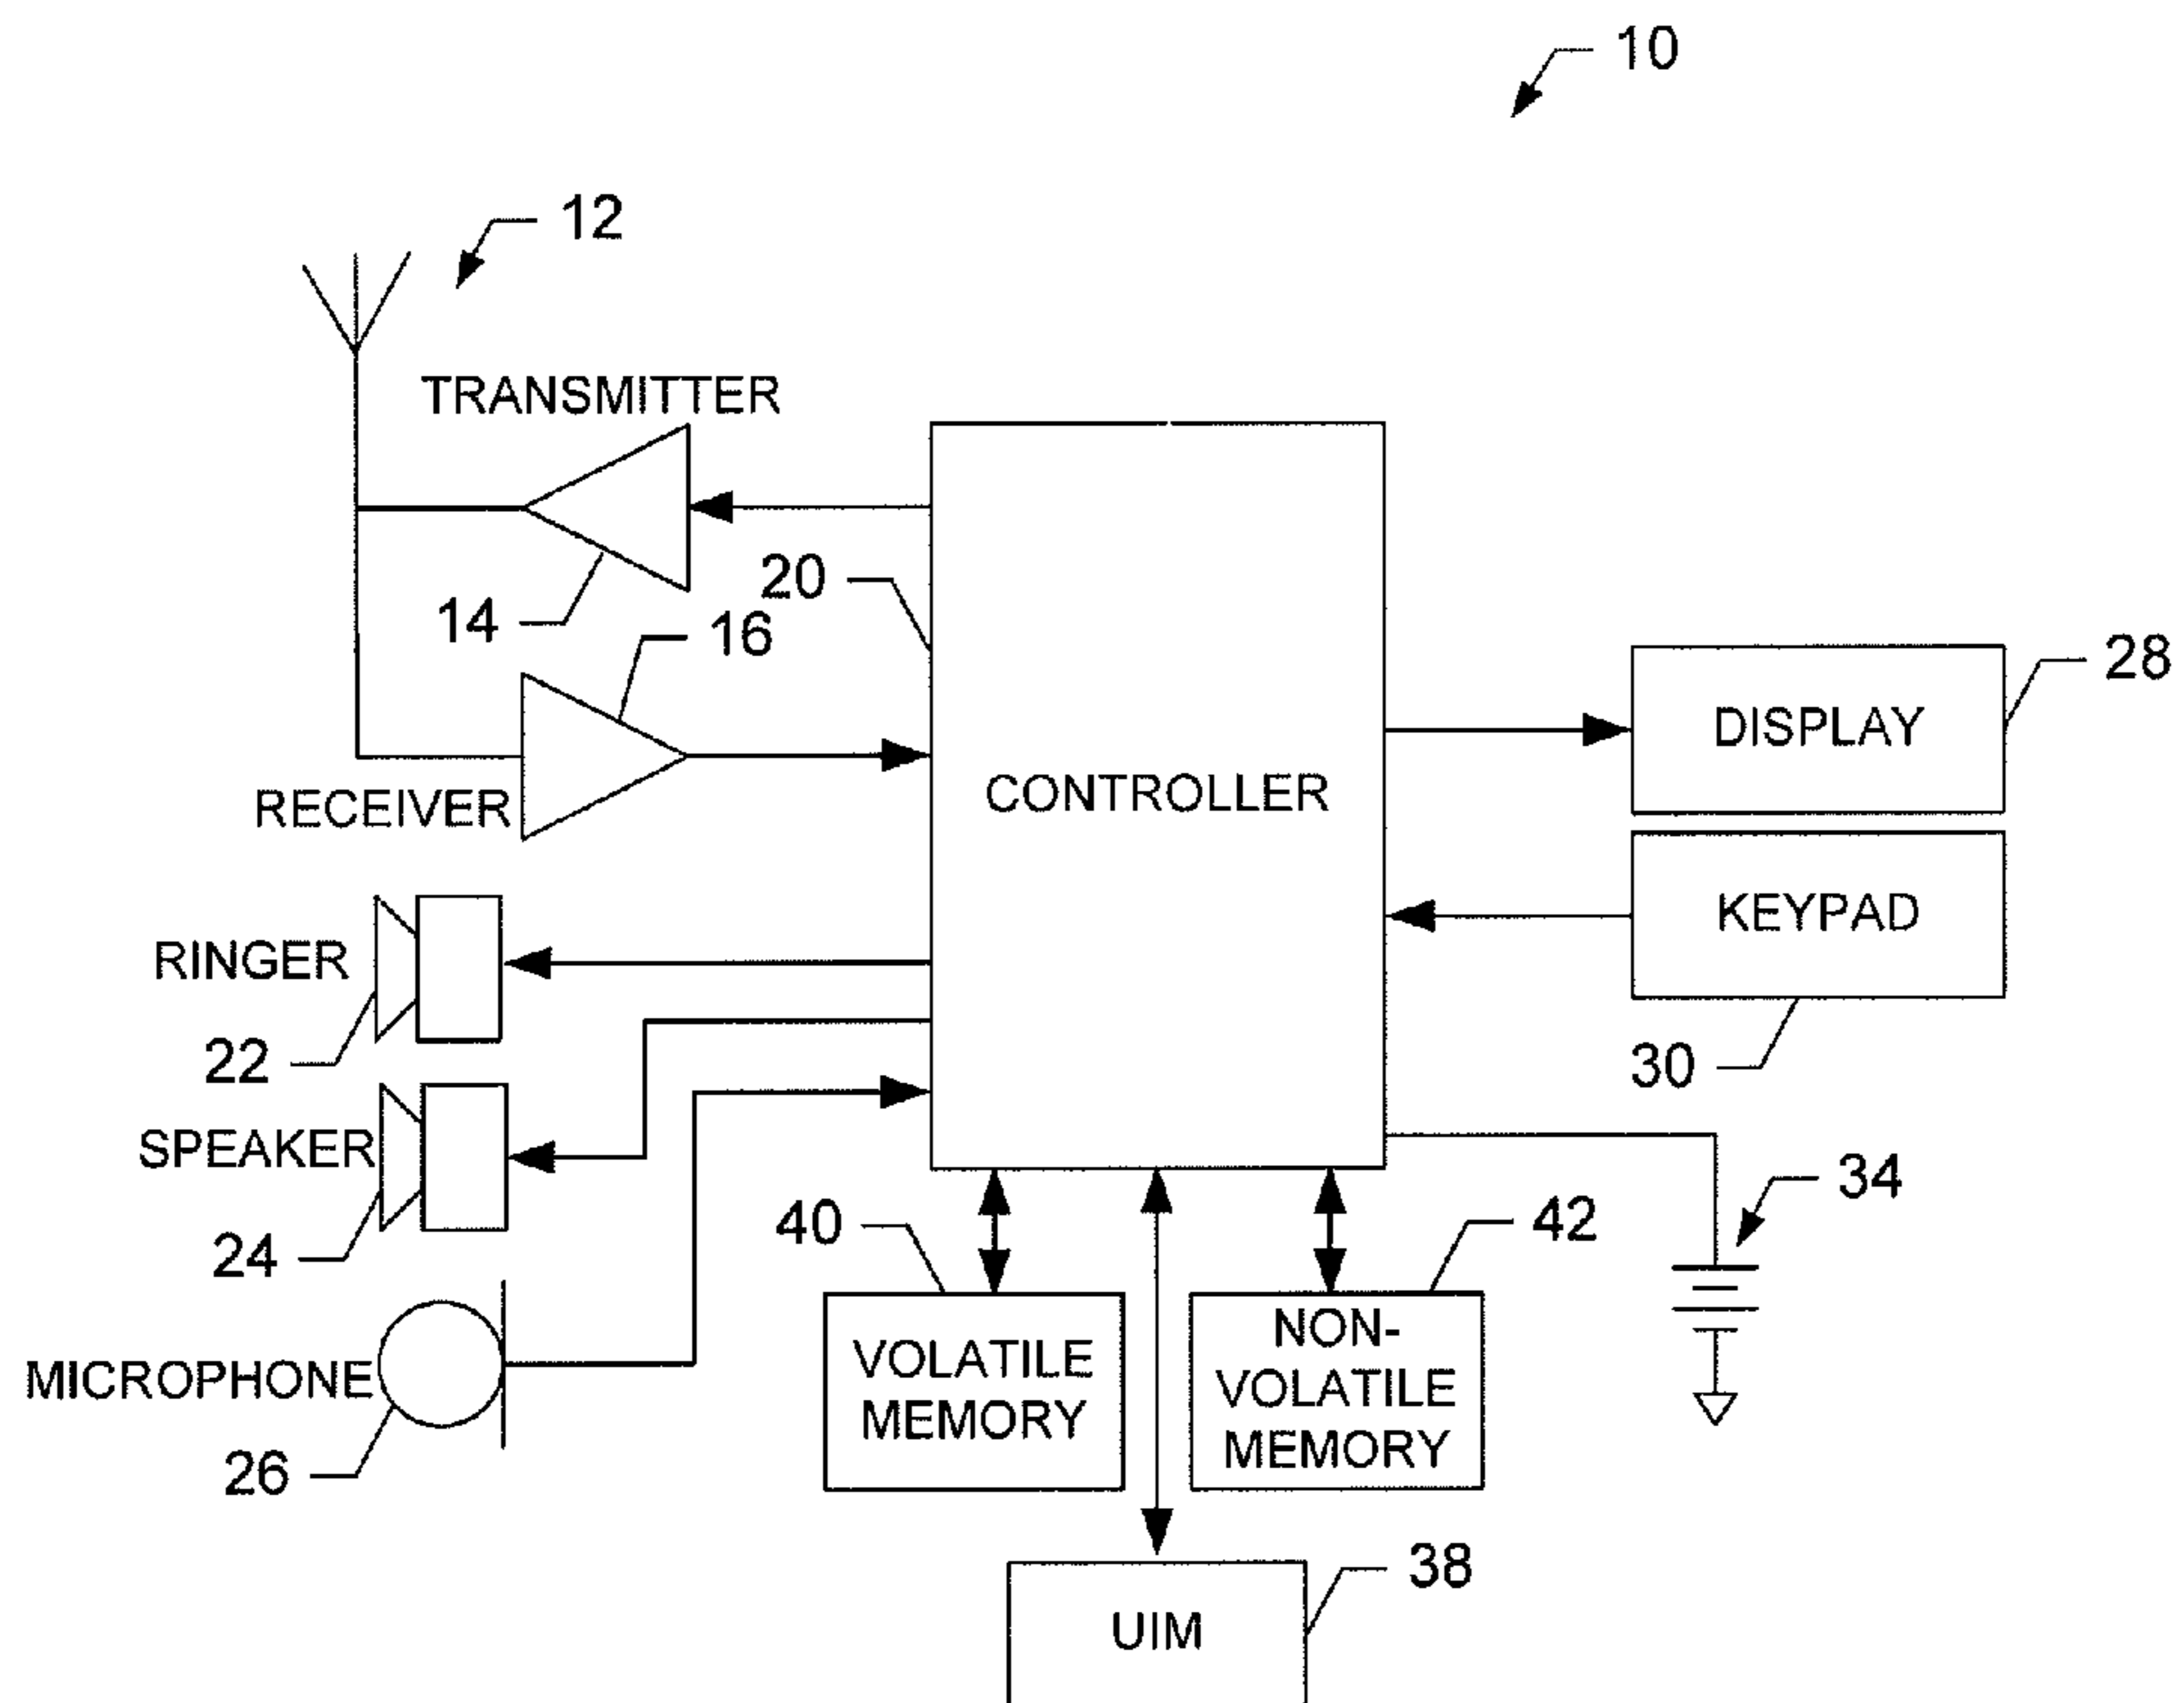 10
12
TRANSMITTER
14
20
16
RECEIVER
CONTROLLER
28
DISPLAY
KEYPAD
30
RINGER
22
SPEAKER
24
MICROPHONE
26
40
42
34
VOLATILE
MEMORY
NON-
VOLATILE
MEMORY
38
UIM